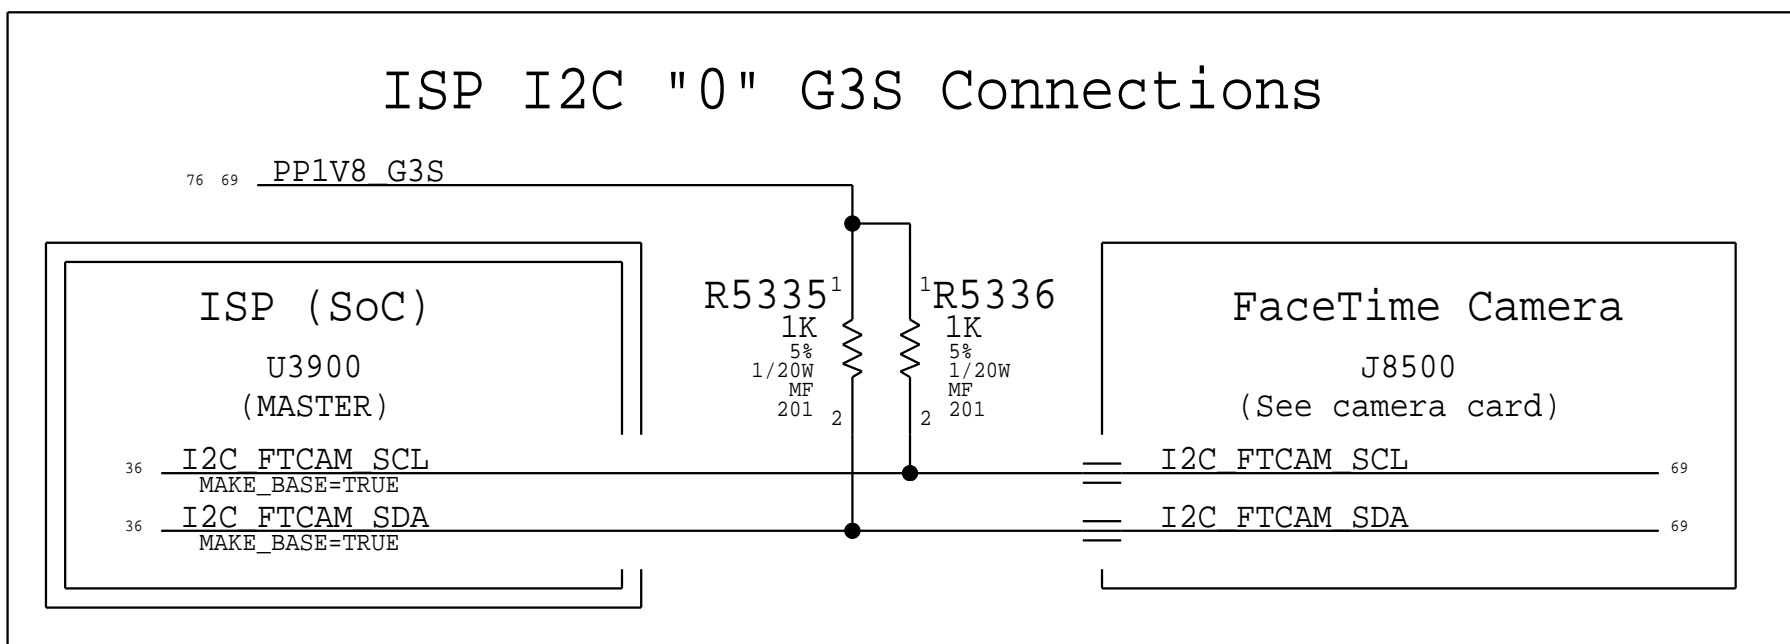 ISP I2C "0" G3S Connections
76 69 PP1V8_G3S
ISP (SoC)
U3900
(MASTER)
R5335 1
1K
5%
1/20W
MF
201 2
1 R5336
1K
5%
1/20W
MF
2 201
FaceTime Camera
J8500
(See camera card)
36 I2C_FTCAM_SCL
MAKE_BASE=TRUE
I2C_FTCAM_SCL 69
36 I2C_FTCAM_SDA
MAKE_BASE=TRUE
I2C_FTCAM_SDA 69